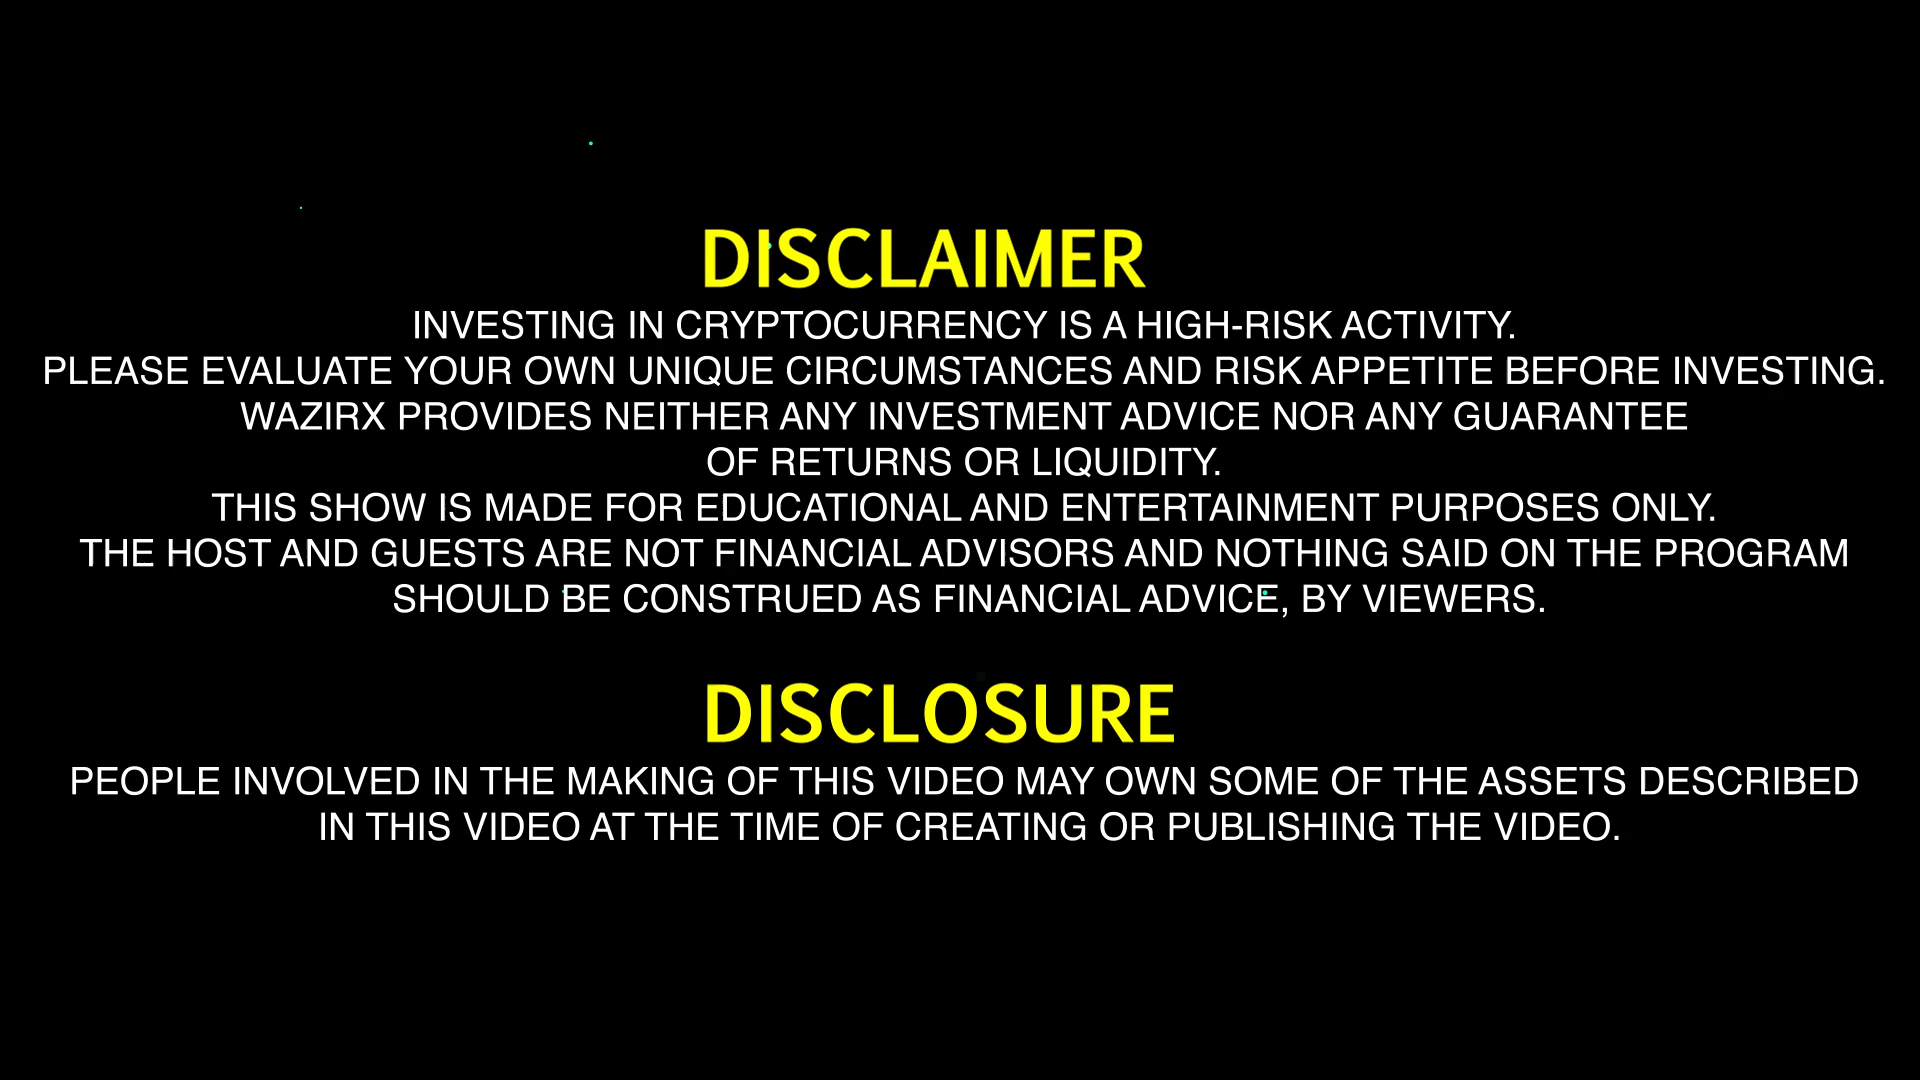 DISCLAIMER
INVESTING IN CRYPTOCURRENCY IS A HIGH-RISK ACTIVITY.
PLEASE EVALUATE YOUR OWN UNIQUE CIRCUMSTANCES AND RISK APPETITE BEFORE INVESTING.
WAZIRX PROVIDES NEITHER ANY INVESTMENT ADVICE NOR ANY GUARANTEE
OF RETURNS OR LIQUIDITY.
THIS SHOW IS MADE FOR EDUCATIONAL AND ENTERTAINMENT PURPOSES ONLY.
THE HOST AND GUESTS ARE NOT FINANCIAL ADVISORS AND NOTHING SAID ON THE PROGRAM
SHOULD BE CONSTRUED AS FINANCIAL ADVICE, BY VIEWERS.
DISCLOSURE
PEOPLE INVOLVED IN THE MAKING OF THIS VIDEO MAY OWN SOME OF THE ASSETS DESCRIBED
IN THIS VIDEO AT THE TIME OF CREATING OR PUBLISHING THE VIDEO.